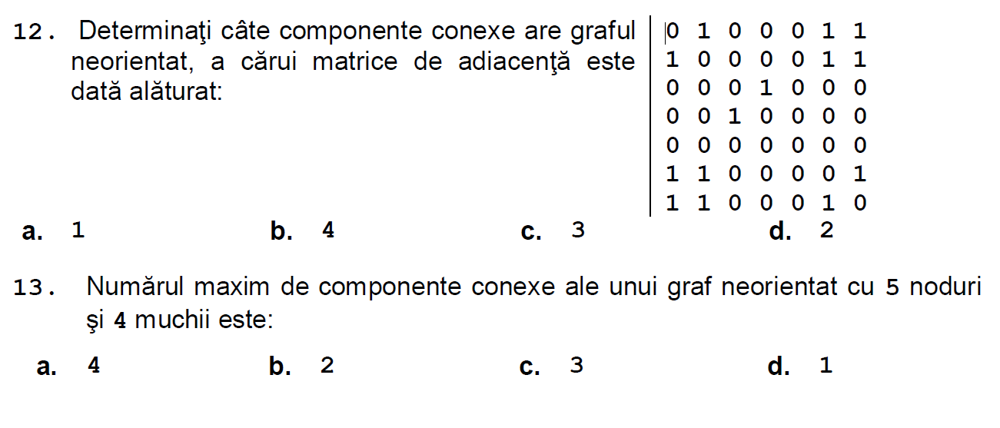 12. Determinaţi câte componente conexe are graful
neorientat, a cărui matrice de adiacenţă este
dată alăturat:
0 1 0 0 0 1 1
1 0 0 0 0 1 1
0 0 0 1 0 0 0
0 0 1 0 0 0 0
0 0 0 0 0 0 0
1 1 0 0 0 0 1
1 1 0 0 0 1 0
a. 1 b. 4 c. 3 d. 2
13. Numărul maxim de componente conexe ale unui graf neorientat cu 5 noduri
şi 4 muchii este:
a. 4 b. 2 c. 3 d. 1